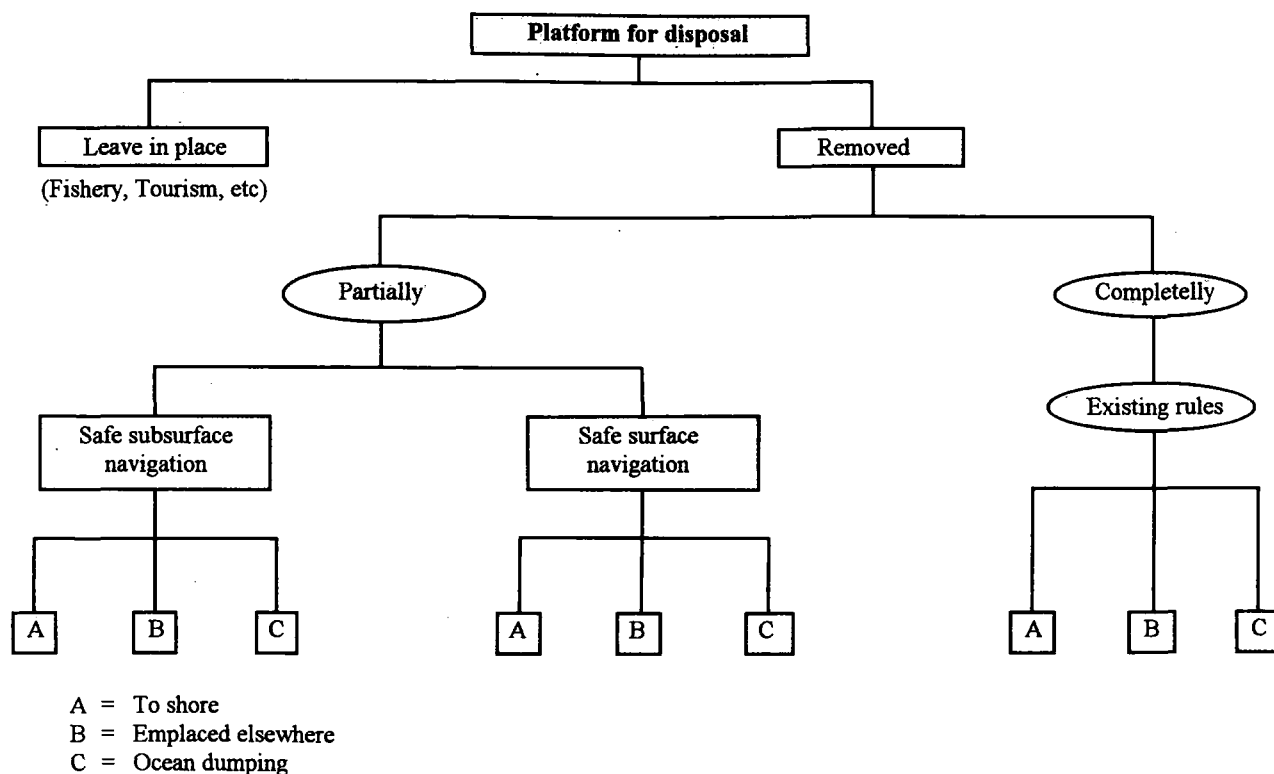 Platform for disposal
Leave in place
Removed
(Fishery, Tourism, etc)
Partially
Completelly
Existing rules
Safe subsurface
navigation
Safe surface
navigation
A B C A B C A B C
A = To shore
B = Emplaced elsewhere
C = Ocean dumping